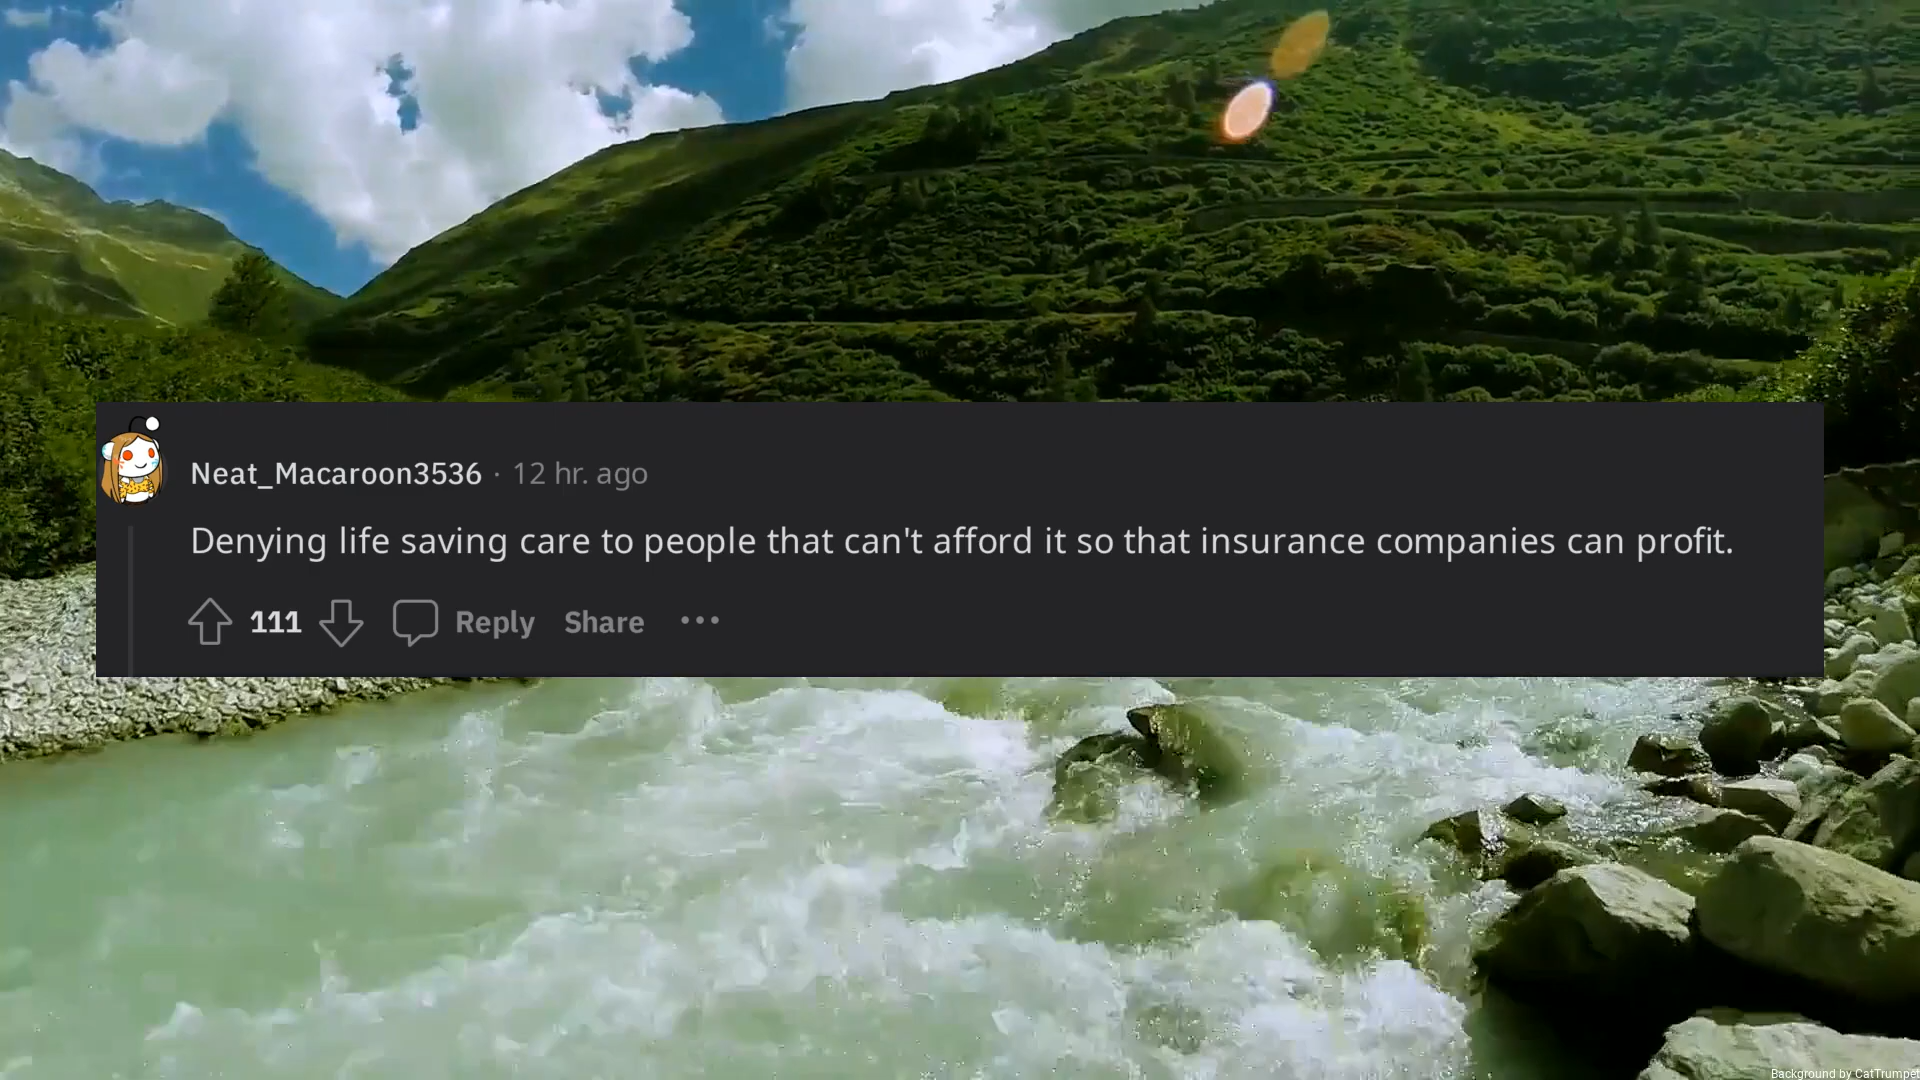 Neat_Macaroon3536 · 12 hr. ago
Denying life saving care to people that can't afford it so that insurance companies can profit.
111 Reply Share ···
Background by CatTrumpet